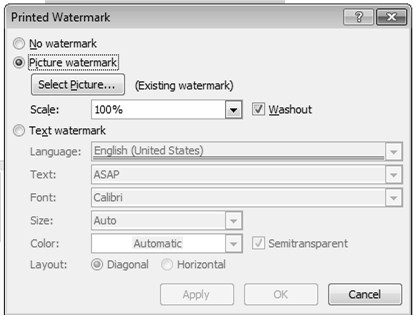 Printed Watermark
No watermark
Picture watermark
Select Picture... (Existing watermark)
Scale: 100% Washout
Text watermark
Language: English (United States)
Text: ASAP
Font: Calibri
Size: Auto
Color: Automatic Semitransparent
Layout: Diagonal Horizontal
Apply OK Cancel